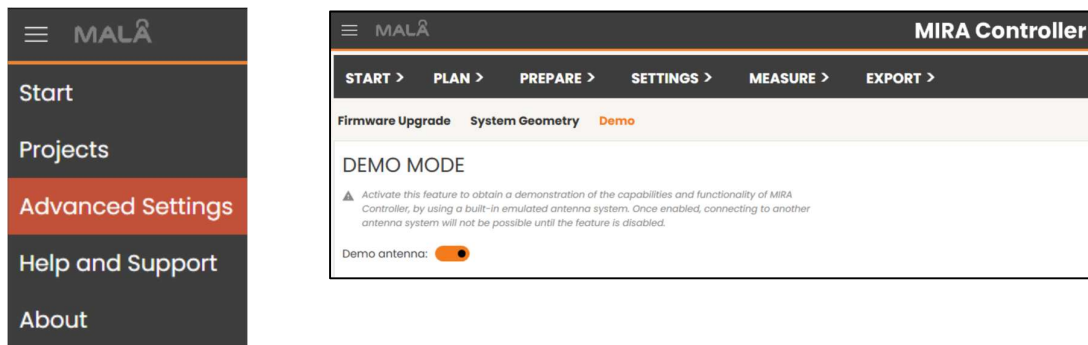 MALÅ
Start
Projects
Advanced Settings
Help and Support
About
MALÅ
MIRA Controller
START > PLAN > PREPARE > SETTINGS > MEASURE > EXPORT >
Firmware Upgrade System Geometry Demo
DEMO MODE
Activate this feature to obtain a demonstration of the capabilities and functionality of MIRA
Controller, by using a built-in emulated antenna system. Once enabled, connecting to another
antenna system will not be possible until the feature is disabled.
Demo antenna: